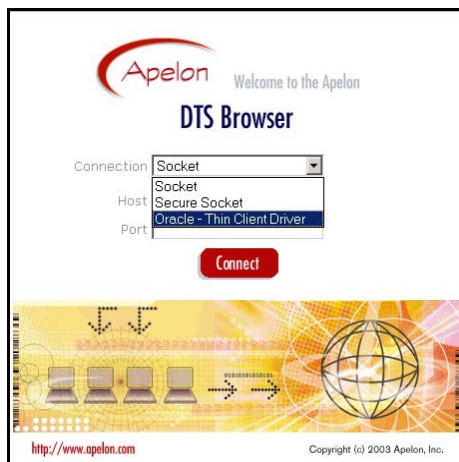 Apelon
Welcome to the Apelon
DTS Browser
Connection Socket
Socket
Host Secure Socket
Oracle - Thin Client Driver
Port
Connect
010101010101
http://www.apelon.com
Copyright (c) 2003 Apelon, Inc.